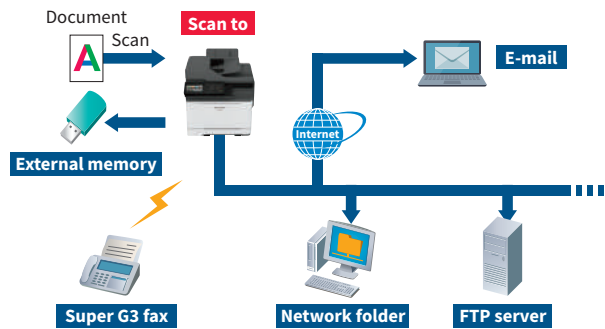 Document
Scan
A
Scan to
E-mail
Internet
External memory
Super G3 fax
Network folder
FTP server